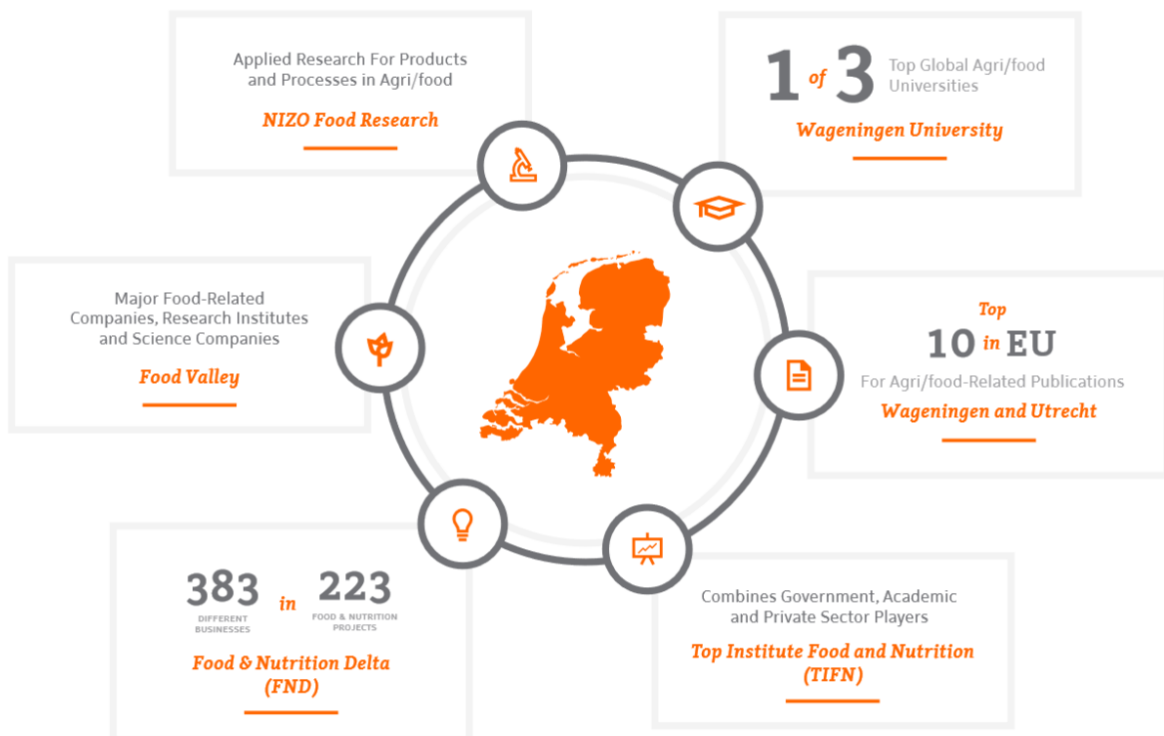 Applied Research For Products
and Processes in Agri/food
NIZO Food Research
1 of 3 Top Global Agri/food
Universities
Wageningen University
Major Food-Related
Companies, Research Institutes
and Science Companies
Food Valley
Top
10 in EU
For Agri/food-Related Publications
Wageningen and Utrecht
383 in 223
DIFFERENT
BUSINESSES
FOOD & NUTRITION
PROJECTS
Food & Nutrition Delta
(FND)
Combines Government, Academic
and Private Sector Players
Top Institute Food and Nutrition
(TIFN)